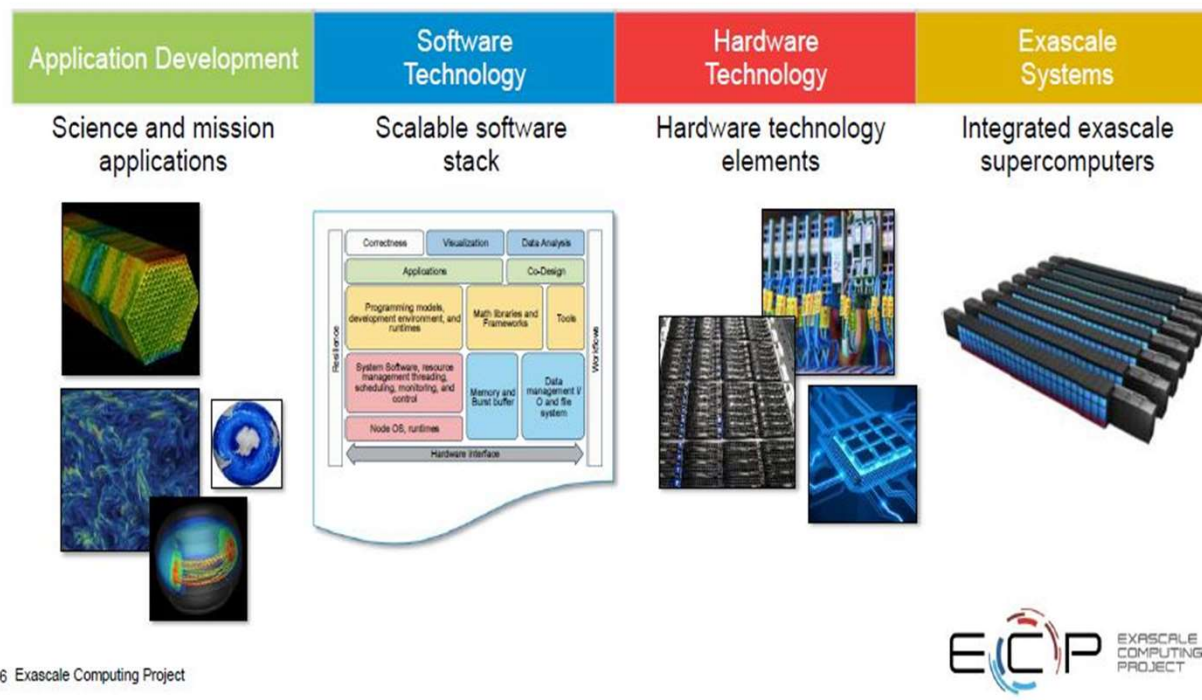 Application Development
Software
Technology
Hardware
Technology
Exascale
Systems
Science and mission
applications
Scalable software
stack
Hardware technology
elements
Integrated exascale
supercomputers
Correctness
Visualization
Data Analysis
Applications
Co-Design
Programming models,
development environment, and
runtimes
Math libraries and
Frameworks
Tools
Resilience
Workflows
System Software, resource
management threading,
scheduling, monitoring, and
control
Memory and
Burst buffer
Data
management I/
O and file
system
Node OS, runtimes
Hardware interface
ECP
EXASCALE
COMPUTING
PROJECT
6 Exascale Computing Project